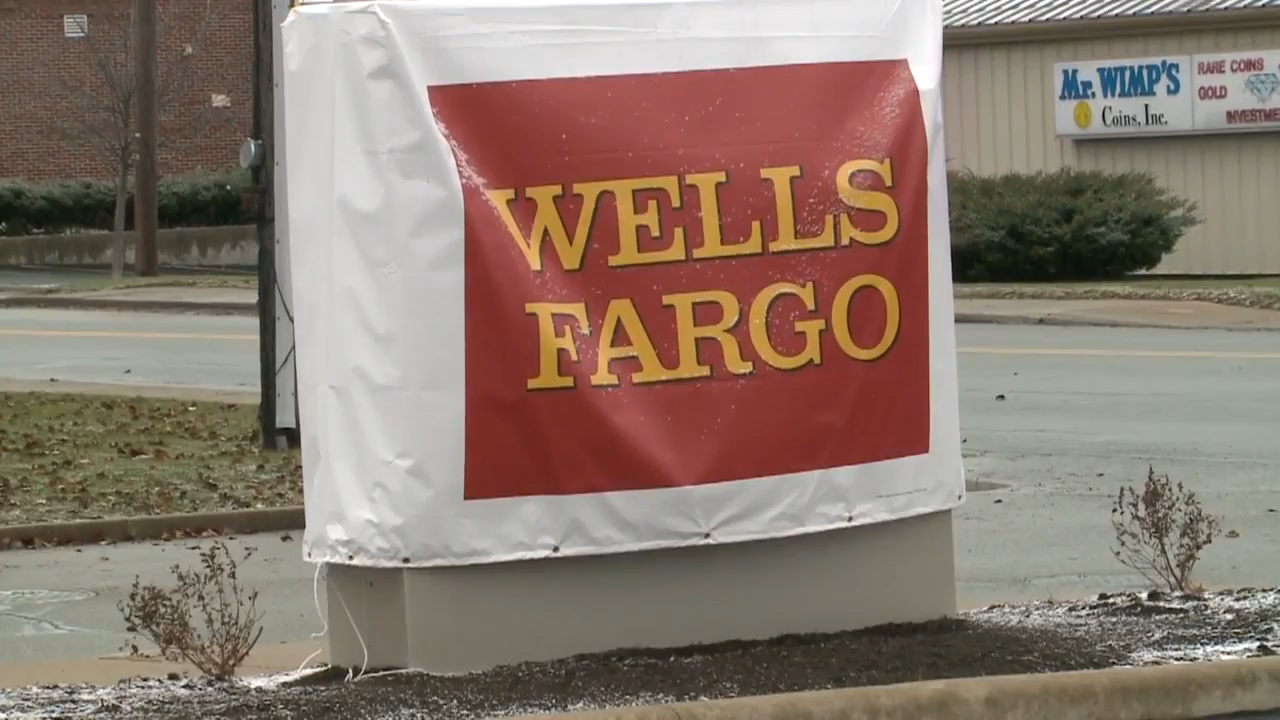 WELLS
FARGO
Mr. WIMP'S
Coins, Inc.
RARE COINS
GOLD